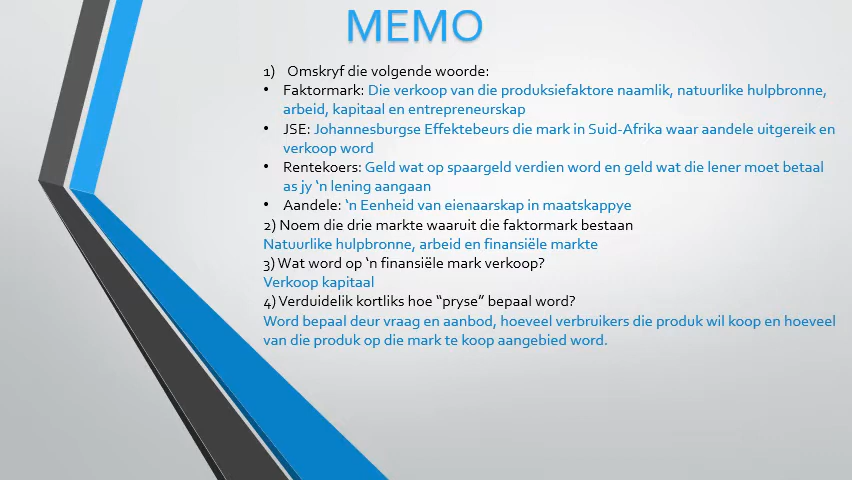 MEMO
1) Omskryf die volgende woorde:
• Faktormark: Die verkoop van die produksiefaktore naamlik, natuurlike hulpbronne,
arbeid, kapitaal en entrepreneurskap
• JSE: Johannesburgse Effektebeurs die mark in Suid-Afrika waar aandele uitgereik en
verkoop word
• Rentekoers: Geld wat op spaargeld verdien word en geld wat die lener moet betaal
as jy ‘n lening aangaan
• Aandele: ‘n Eenheid van eienaarskap in maatskappye
2) Noem die drie markte waaruit die faktormark bestaan
Natuurlike hulpbronne, arbeid en finansiële markte
3) Wat word op ‘n finansiële mark verkoop?
Verkoop kapitaal
4) Verduidelik kortliks hoe “pryse” bepaal word?
Word bepaal deur vraag en aanbod, hoeveel verbruikers die produk wil koop en hoeveel
van die produk op die mark te koop aangebied word.